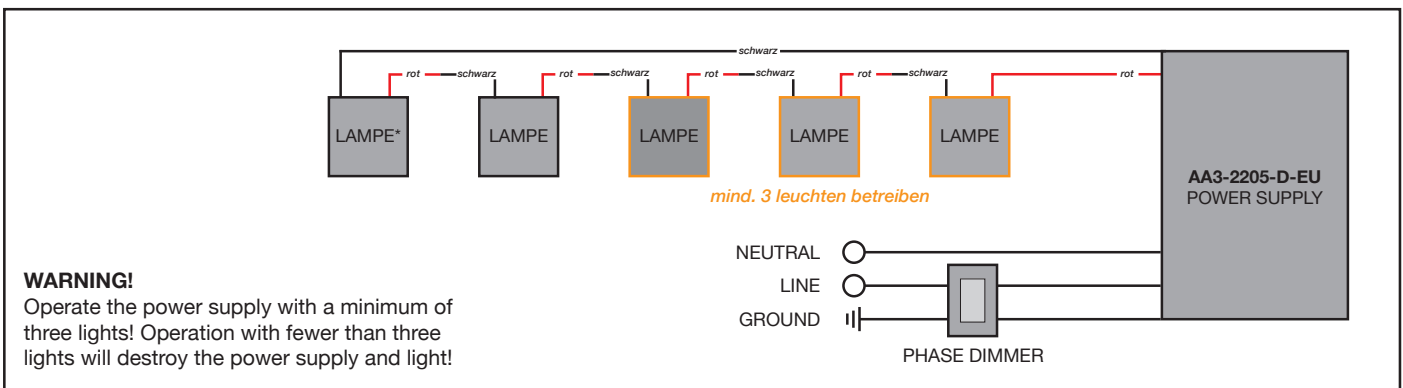 schwarz
rot schwarz rot schwarz rot schwarz rot schwarz rot
LAMPE* LAMPE LAMPE LAMPE LAMPE
mind. 3 leuchten betreiben
AA3-2205-D-EU
POWER SUPPLY
NEUTRAL
LINE
GROUND
PHASE DIMMER
WARNING!
Operate the power supply with a minimum of
three lights! Operation with fewer than three
lights will destroy the power supply and light!